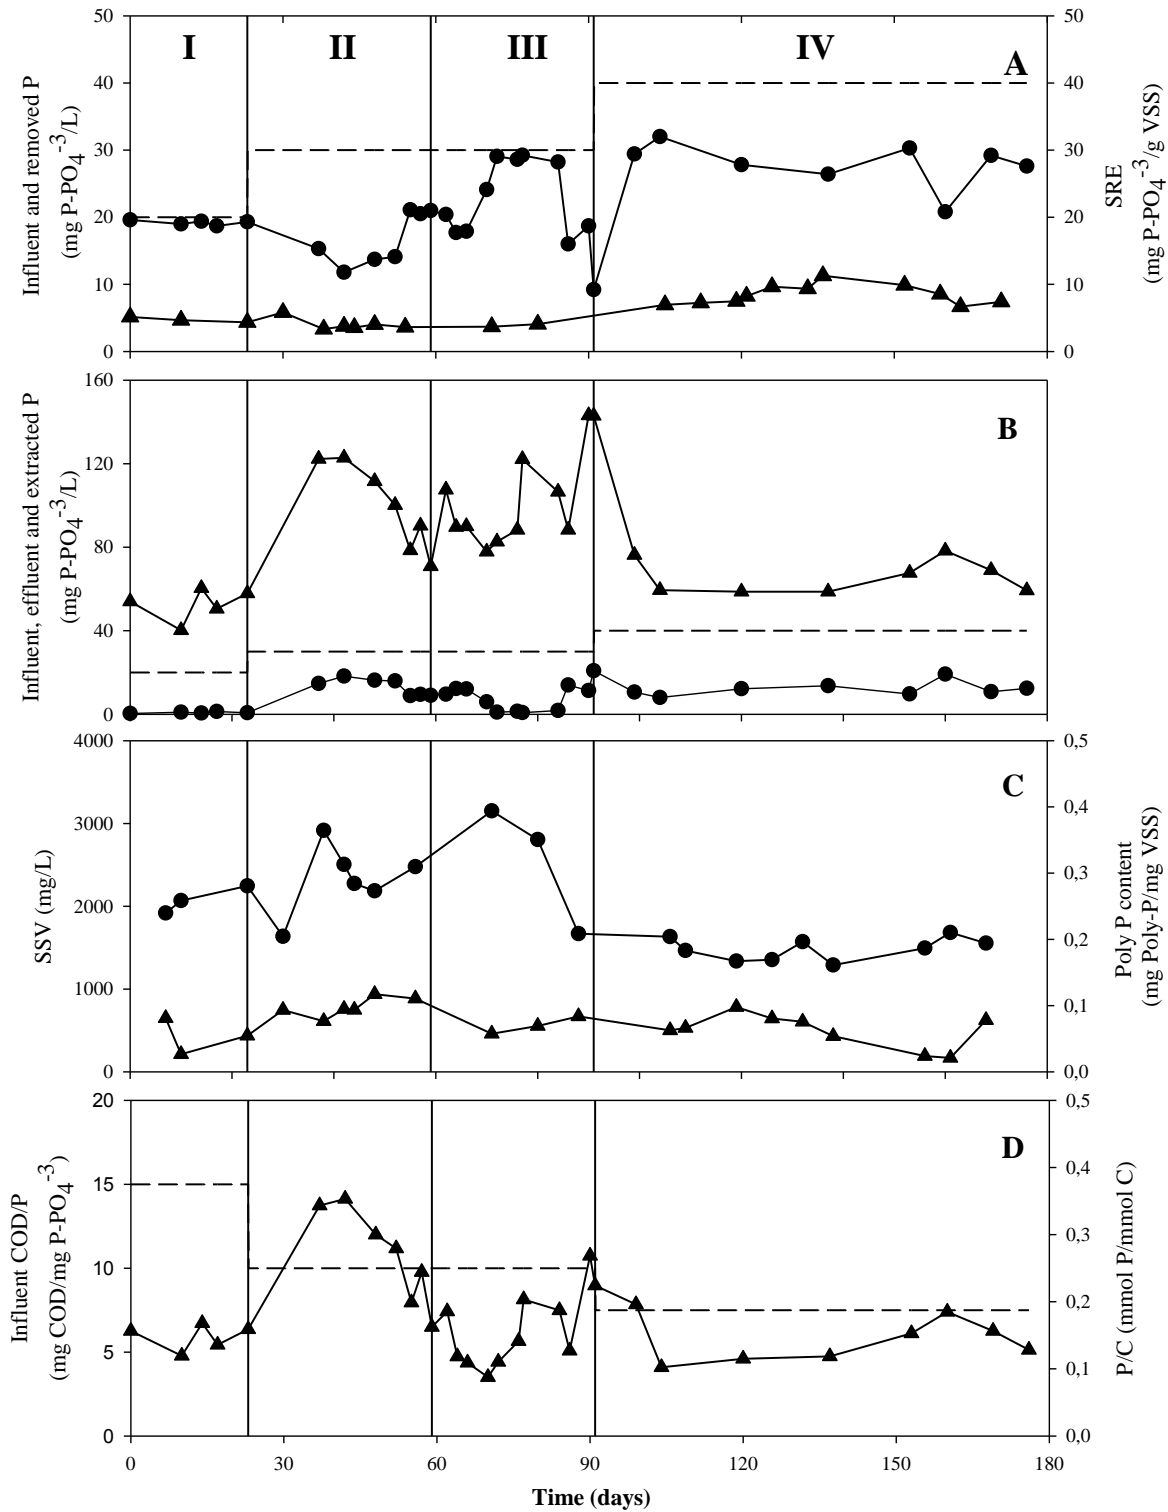 I II III IV
A
50
40
30
20
10
0
Influent and removed P
(mg P-PO4-3/L)
50
40
30
20
10
0
SRE
(mg P-PO4-3/g VSS)
B
160
120
80
40
0
Influent, effluent and extracted P
(mg P-PO4-3/L)
C
4000
3000
2000
1000
0
SSV (mg/L)
0,5
0,4
0,3
0,2
0,1
0,0
Poly P content
(mg Poly-P/mg VSS)
D
20
15
10
5
0
Influent COD/P
(mg COD/mg P-PO4-3)
0,5
0,4
0,3
0,2
0,1
0,0
P/C (mmol P/mmol C)
0 30 60 90 120 150 180
Time (days)